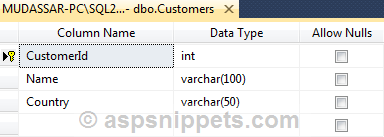 MUDASSAR-PC\SQL2...- dbo.Customers
Column Name Data Type Allow Nulls
CustomerId int
Name varchar(100)
Country varchar(50)
© aspsnippets.com